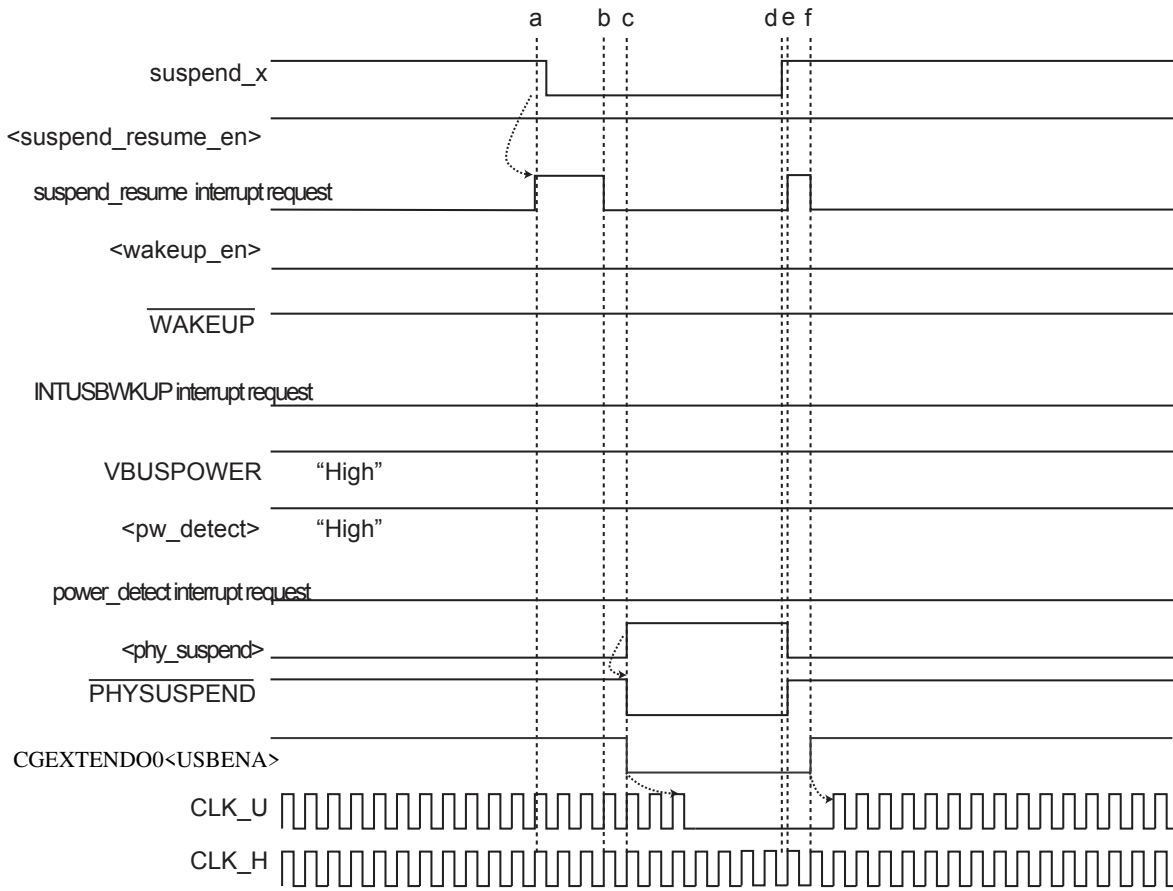 a b c d e f
suspend_x
<suspend_resume_en>
suspend_resume interrupt request
<wakeup_en>
WAKEUP
INTUSBWKUP interrupt request
VBUSPOWER “High”
<pw_detect> “High”
power_detect interrupt request
<phy_suspend>
PHYSUSPEND
CGEXTENDO0<USBENA>
CLK_U
CLK_H